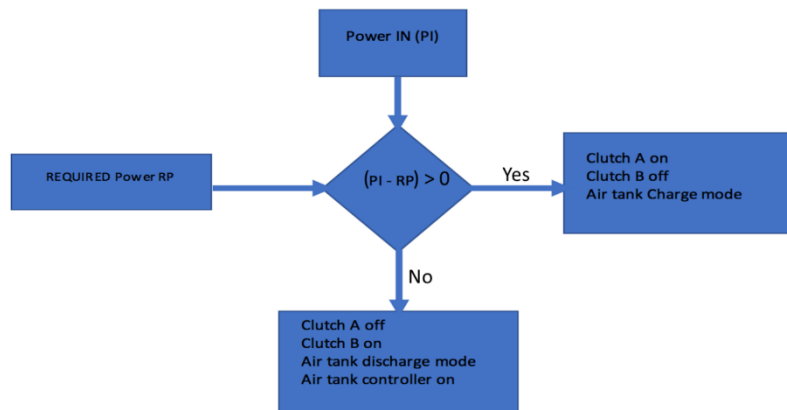 Power IN (PI)
REQUIRED Power RP
(PI - RP) > 0
Yes
Clutch A on
Clutch B off
Air tank Charge mode
No
Clutch A off
Clutch B on
Air tank discharge mode
Air tank controller on